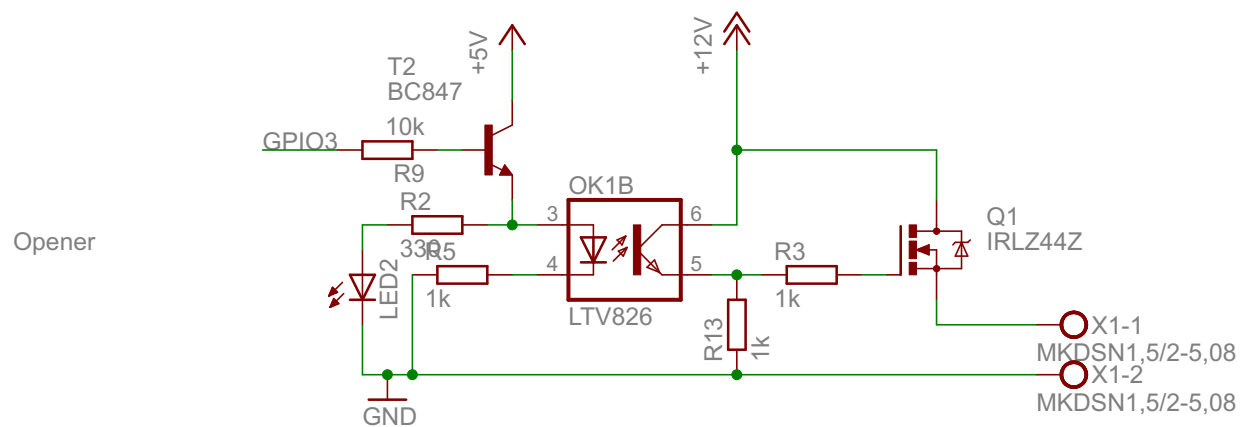 +5V
+12V
T2
BC847
GPIO3
10k
R9
OK1B
R2
3
6
Q1
IRLZ44Z
Opener
330
R5
4
5
R3
LED2
1k
LTV826
1k
R13
1k
X1-1
MKDSN1,5/2-5,08
X1-2
MKDSN1,5/2-5,08
GND